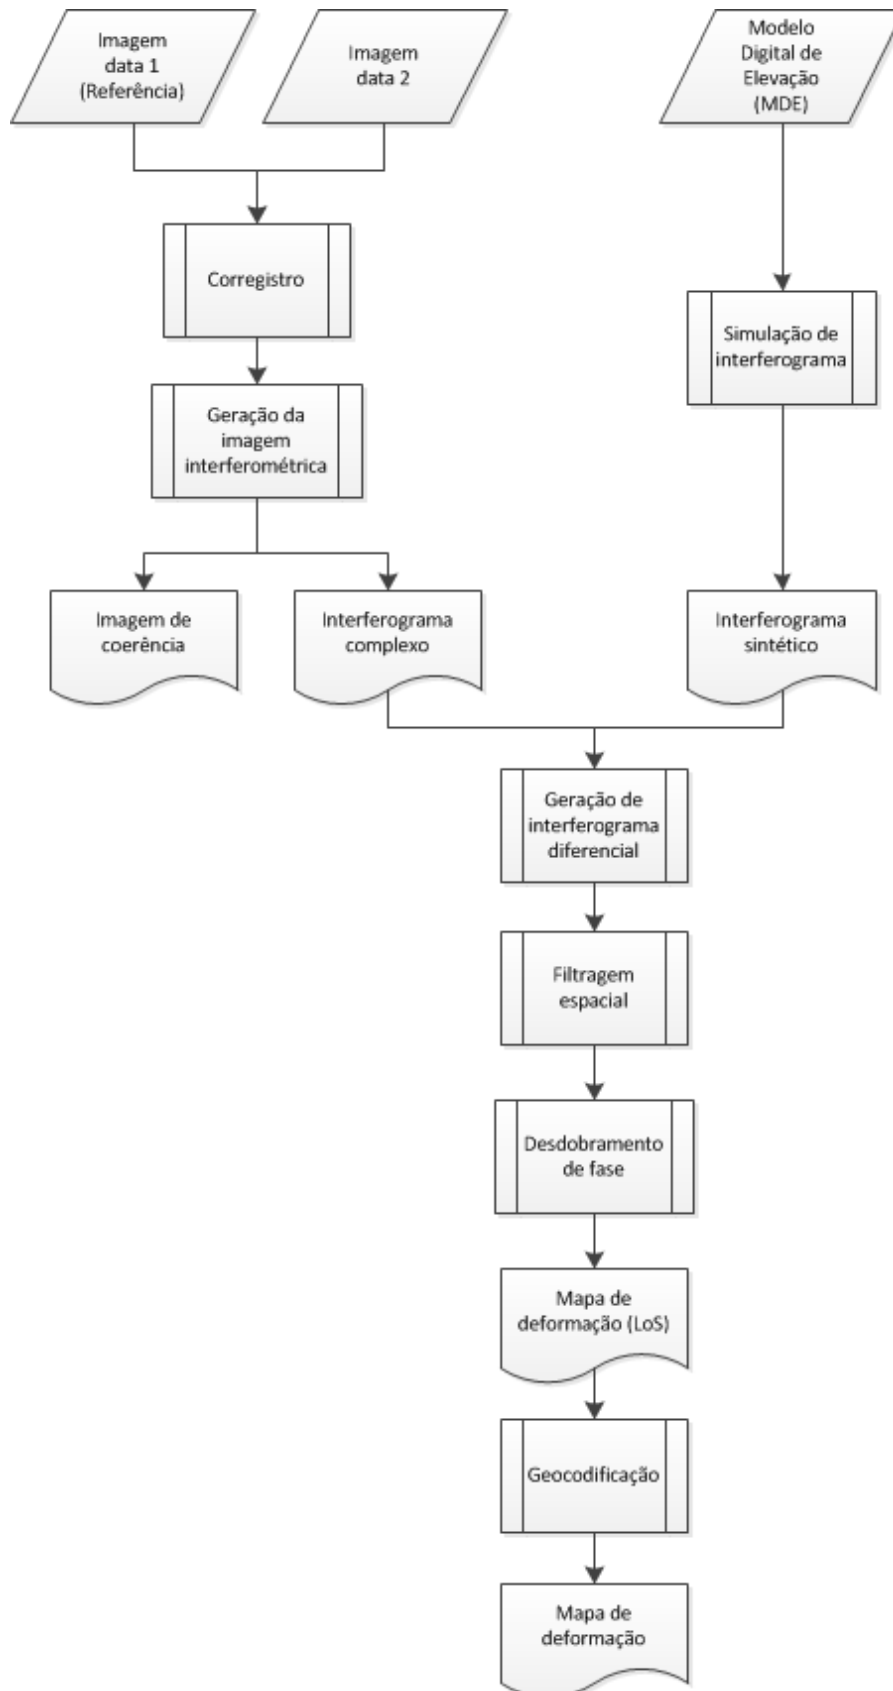 Imagem
data 1
(Referência)
Imagem
data 2
Modelo
Digital de
Elevação
(MDE)
Corregistro
Simulação de
interferograma
Geração da
imagem
interferométrica
Imagem de
coerência
Interferograma
complexo
Interferograma
sintético
Geração de
interferograma
diferencial
Filtragem
espacial
Desdobramento
de fase
Mapa de
deformação (LoS)
Geocodificação
Mapa de
deformação